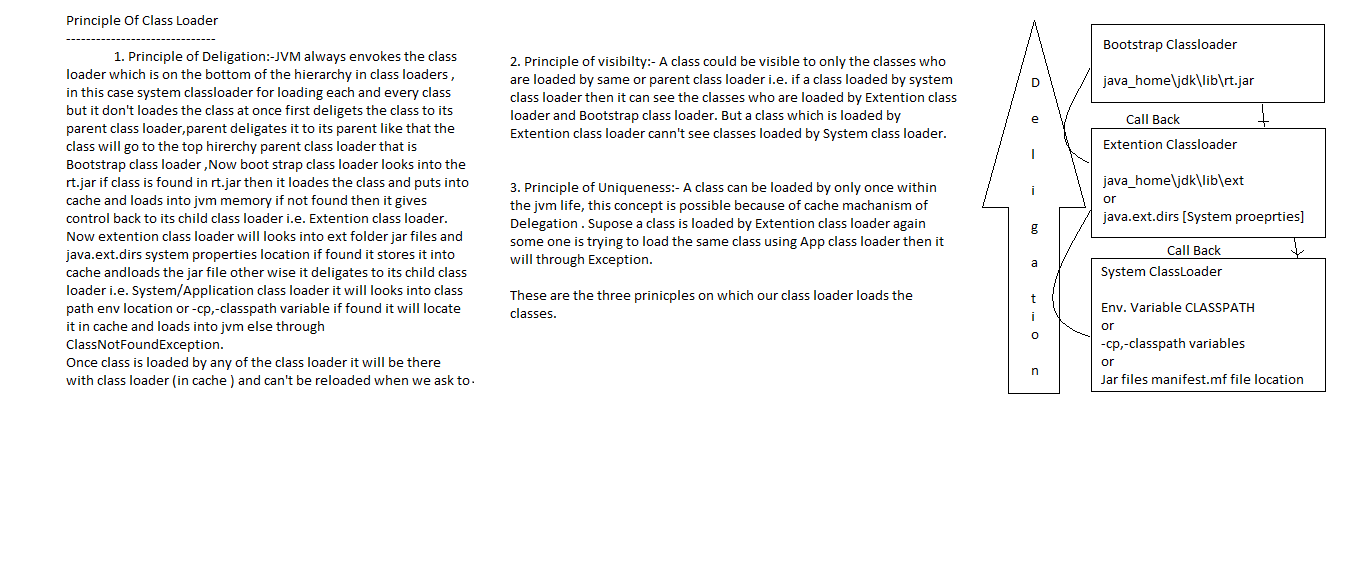 Principle Of Class Loader
------------------------------
1. Principle of Deligation:-JVM always envokes the class
loader which is on the bottom of the hierarchy in class loaders ,
in this case system classloader for loading each and every class
but it don't loades the class at once first deligets the class to its
parent class loader,parent deligates it to its parent like that the
class will go to the top hirerchy parent class loader that is
Bootstrap class loader ,Now boot strap class loader looks into the
rt.jar if class is found in rt.jar then it loades the class and puts into
cache and loads into jvm memory if not found then it gives
control back to its child class loader i.e. Extention class loader.
Now extention class loader will looks into ext folder jar files and
java.ext.dirs system properties location if found it stores it into
cache andloads the jar file other wise it deligates to its child class
loader i.e. System/Application class loader it will looks into class
path env location or -cp,-classpath variable if found it will locate
it in cache and loads into jvm else through
ClassNotFoundException.
Once class is loaded by any of the class loader it will be there
with class loader (in cache ) and can't be reloaded when we ask to.
2. Principle of visibilty:- A class could be visible to only the classes who
are loaded by same or parent class loader i.e. if a class loaded by system
class loader then it can see the classes who are loaded by Extention class
loader and Bootstrap class loader. But a class which is loaded by
Extention class loader cann't see classes loaded by System class loader.
3. Principle of Uniqueness:- A class can be loaded by only once within
the jvm life, this concept is possible because of cache machanism of
Delegation . Supose a class is loaded by Extention class loader again
some one is trying to load the same class using App class loader then it
will through Exception.
These are the three prinicples on which our class loader loads the
classes.
D
e
l
i
g
a
t
i
o
n
Bootstrap Classloader
java_home\jdk\lib\rt.jar
Call Back
Extention Classloader
java_home\jdk\lib\ext
or
java.ext.dirs [System proeprties]
Call Back
System ClassLoader
Env. Variable CLASSPATH
or
-cp,-classpath variables
or
Jar files manifest.mf file location